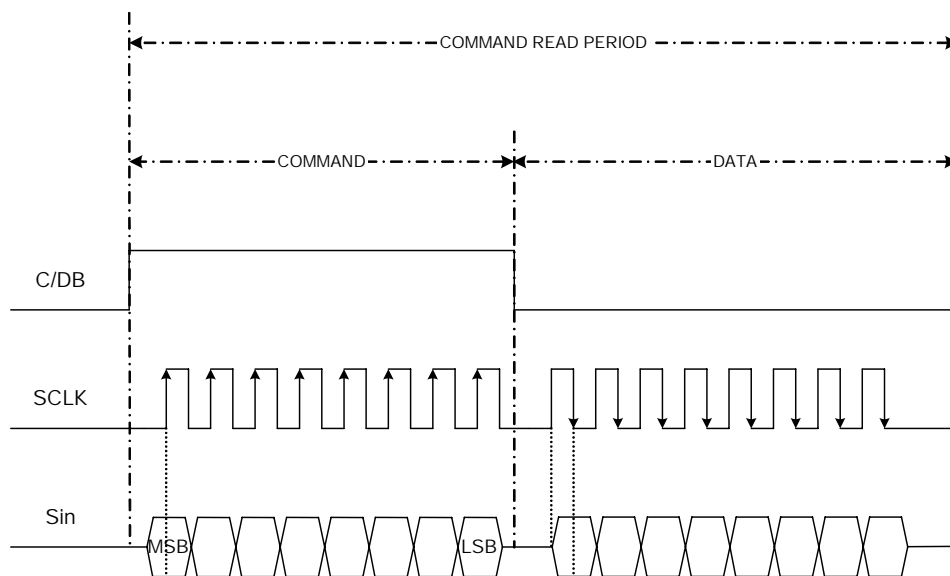 COMMAND READ PERIOD
COMMAND
DATA
C/DB
SCLK
Sin
MSB
LSB